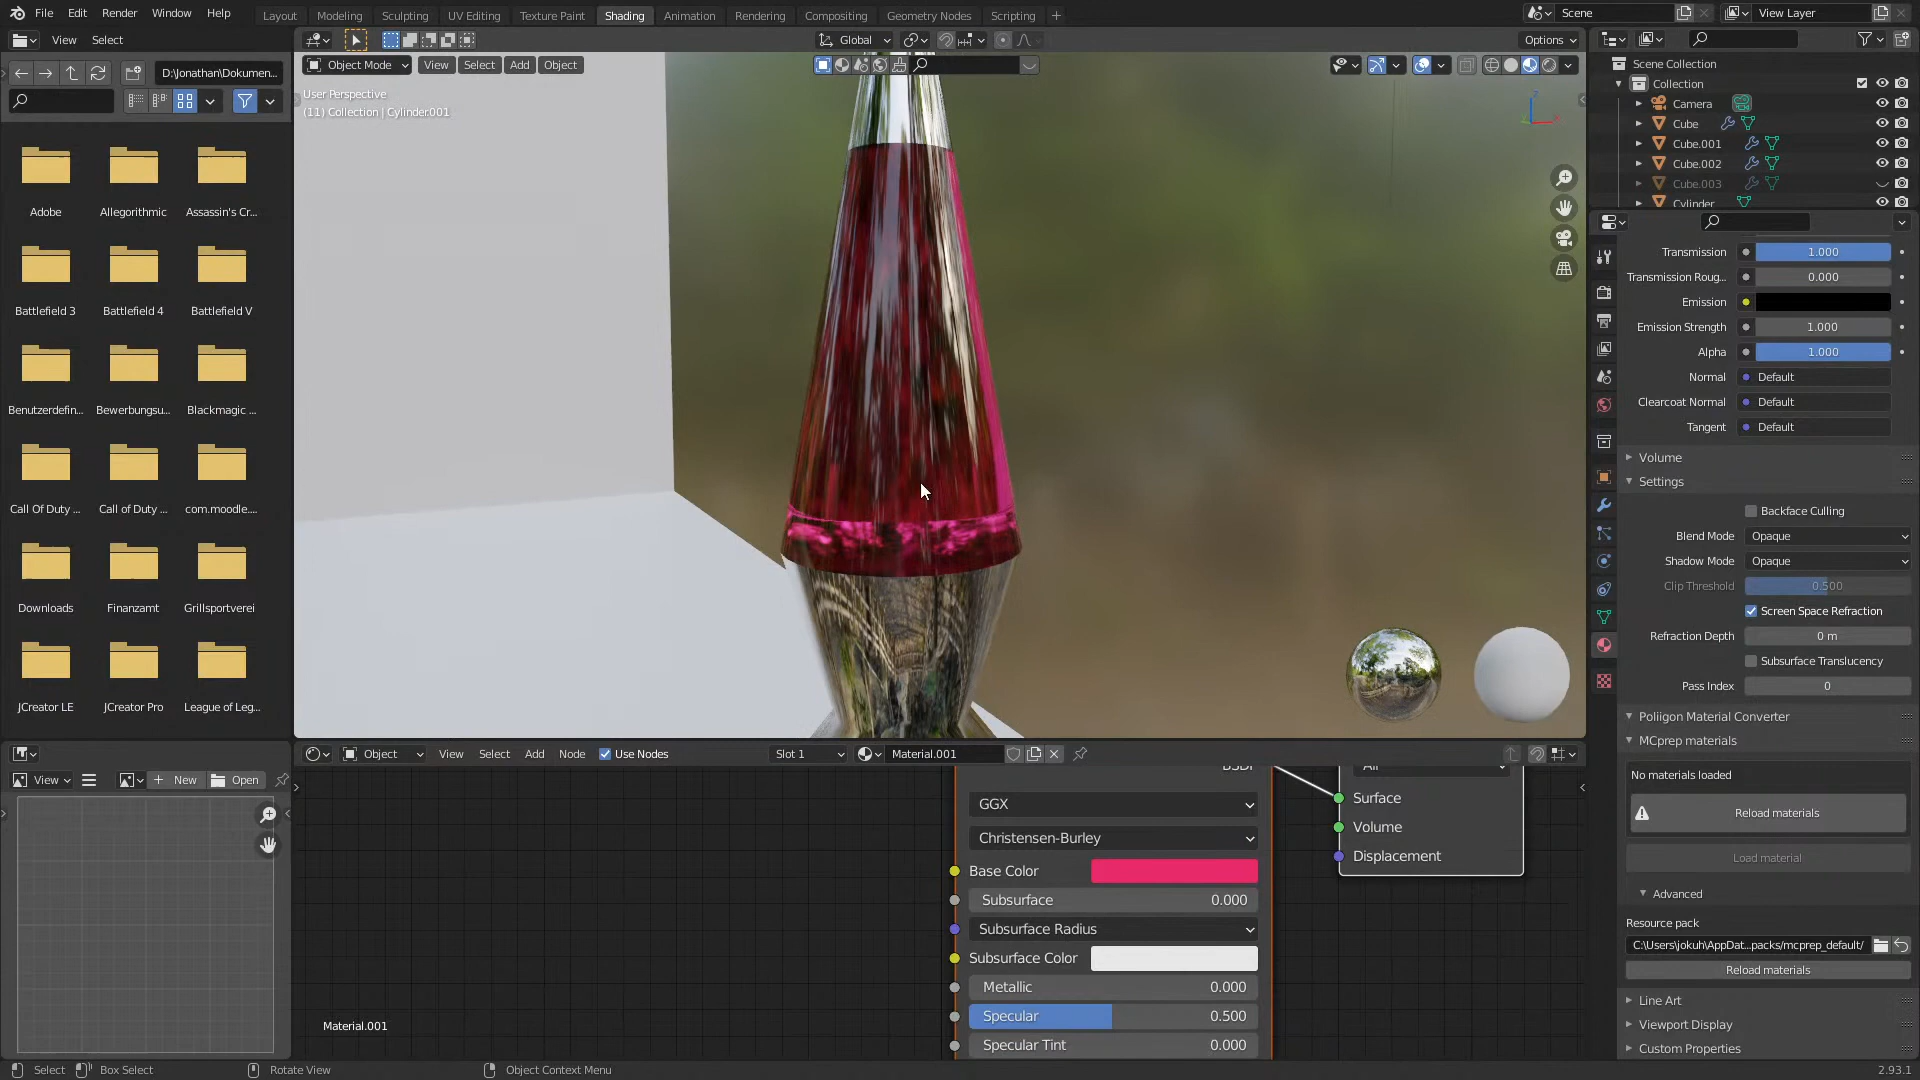 File Edit Render Window Help
Layout Modeling Sculpting UV Editing Texture Paint Shading Animation Rendering Compositing Geometry Nodes Scripting +
Scene
View Layer
View Select
Global
Options
D:\Jonathan\Dokumen...
Object Mode View Select Add Object
User Perspective
(11) Collection | Cylinder.001
Adobe Allegorithmic Assassin's Cr...
Battlefield 3 Battlefield 4 Battlefield V
Benutzerdefin... Bewerbungsu... Blackmagic ...
Call Of Duty ... Call of Duty ... com.moodle....
Downloads Finanzamt Grillsportverei
JCreator LE JCreator Pro League of Leg...
Scene Collection
Collection
Camera
Cube
Cube.001
Cube.002
Cube.003
Cylinder
Transmission 1.000
Transmission Roug... 0.000
Emission
Emission Strength 1.000
Alpha 1.000
Normal Default
Clearcoat Normal Default
Tangent Default
Volume
Settings
Backface Culling
Blend Mode Opaque
Shadow Mode Opaque
Clip Threshold 0.500
Screen Space Refraction
Refraction Depth 0 m
Subsurface Translucency
Pass Index 0
Poliigon Material Converter
MCprep materials
No materials loaded
Reload materials
Load material
Advanced
Resource pack
C:\Users\jokuh\AppDat...packs/mcprep_default/
Reload materials
Line Art
Viewport Display
Custom Properties
View + New Open
Object View Select Add Node Use Nodes Slot 1 Material.001
BSDF
GGX
Christensen-Burley
Base Color
Subsurface 0.000
Subsurface Radius
Subsurface Color
Metallic 0.000
Specular 0.500
Specular Tint 0.000
All
Surface
Volume
Displacement
Material.001
Select Box Select Rotate View Object Context Menu 2.93.1